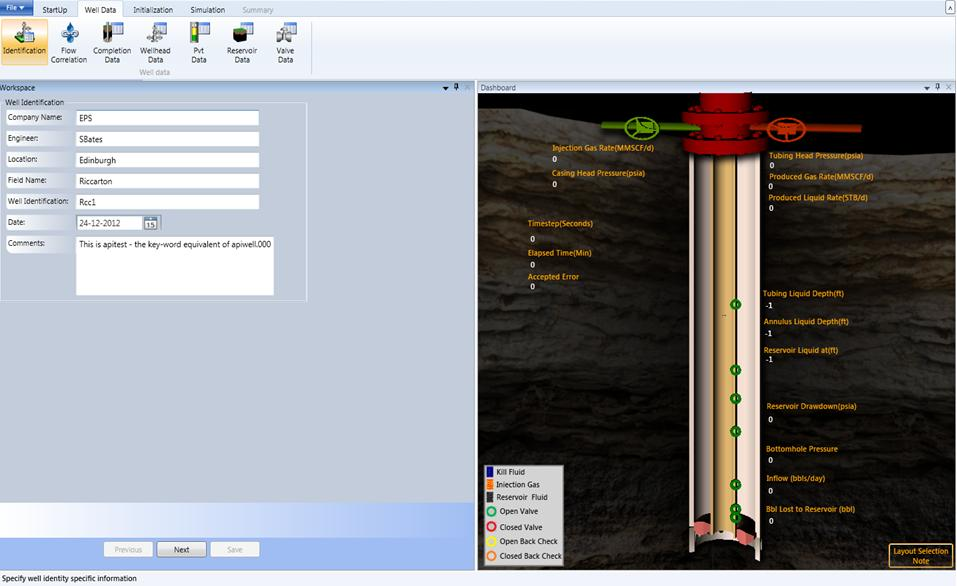 File
StartUp
Well Data
Initialization
Simulation
Summary
Identification
Flow
Correlation
Completion
Data
Wellhead
Data
Pvt
Data
Reservoir
Data
Valve
Data
Well data
Workspace
Well Identification
Company Name: EPS
Engineer: SBates
Location: Edinburgh
Field Name: Riccarton
Well Identification: Rcc1
Date: 24-12-2012 15
Comments: This is apitest - the key-word equivalent of apiwell.000
Previous
Next
Save
Dashboard
Injection Gas Rate(MMSCF/d)
0
Casing Head Pressure(psia)
0
Tubing Head Pressure(psia)
0
Produced Gas Rate(MMSCF/d)
0
Produced Liquid Rate(STB/d)
0
Timestep(Seconds)
0
Elapsed Time(Min)
0
Accepted Error
0
Tubing Liquid Depth(ft)
-1
Annulus Liquid Depth(ft)
-1
Reservoir Liquid at(ft)
-1
Reservoir Drawdown(psia)
0
Bottomhole Pressure
0
Inflow (bbls/day)
0
Bbl Lost to Reservoir (bbl)
0
Kill Fluid
Injection Gas
Reservoir Fluid
Open Valve
Closed Valve
Open Back Check
Closed Back Check
Layout Selection
Note
Specify well identity specific information